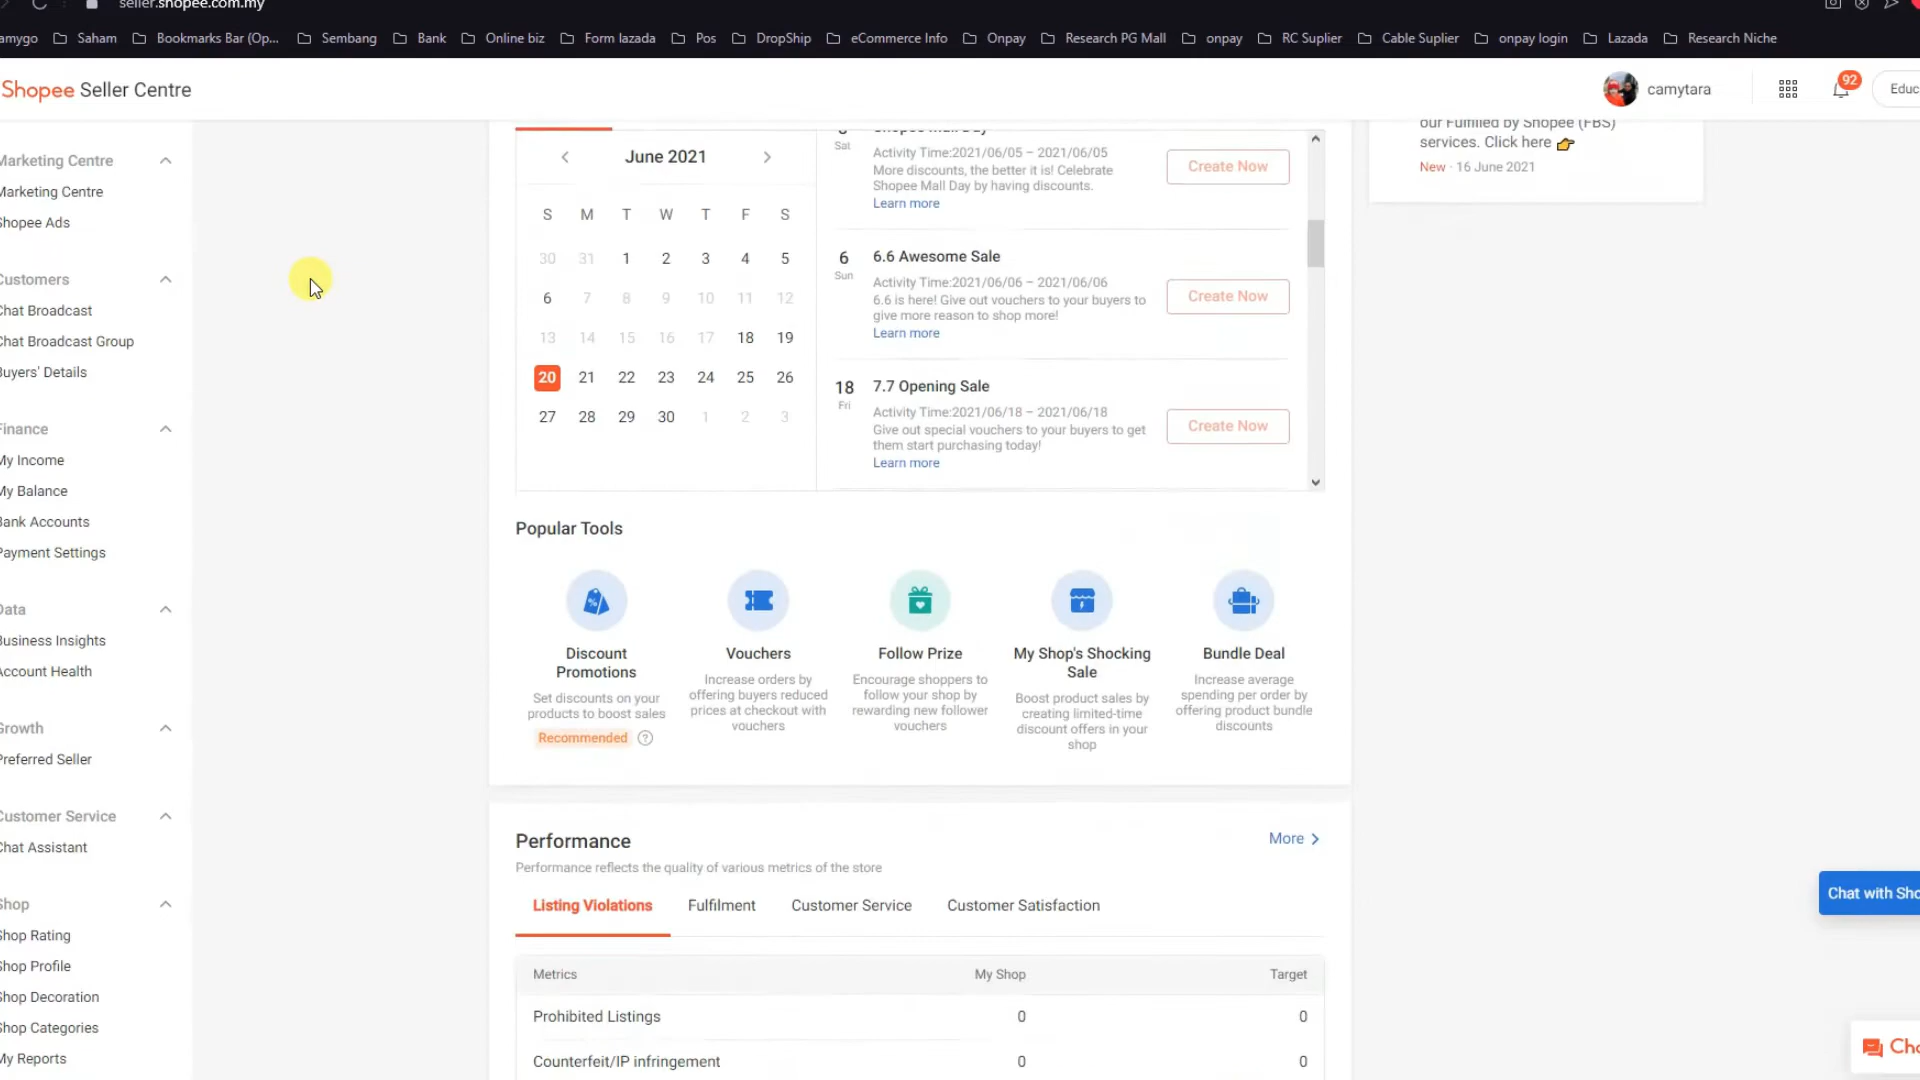 seller.shopee.com.my
amygo Saham Bookmarks Bar (Op... Sembang Bank Online biz Form lazada Pos DropShip eCommerce Info Onpay Research PG Mall onpay RC Suplier Cable Suplier onpay login Lazada Research Niche
Shopee Seller Centre
camytara
92
Educ
Marketing Centre
Marketing Centre
Shopee Ads
Customers
Chat Broadcast
Chat Broadcast Group
Buyers' Details
Finance
My Income
My Balance
Bank Accounts
Payment Settings
Data
Business Insights
Account Health
Growth
Preferred Seller
Customer Service
Chat Assistant
Shop
Shop Rating
Shop Profile
Shop Decoration
Shop Categories
My Reports
June 2021
S M T W T F S
30 31 1 2 3 4 5
6 7 8 9 10 11 12
13 14 15 16 17 18 19
20 21 22 23 24 25 26
27 28 29 30 1 2 3
Sat
Shopee Mall Day
Activity Time:2021/06/05 – 2021/06/05
More discounts, the better it is! Celebrate
Shopee Mall Day by having discounts.
Learn more
Create Now
6
Sun
6.6 Awesome Sale
Activity Time:2021/06/06 – 2021/06/06
6.6 is here! Give out vouchers to your buyers to
give more reason to shop more!
Learn more
Create Now
18
Fri
7.7 Opening Sale
Activity Time:2021/06/18 – 2021/06/18
Give out special vouchers to your buyers to get
them start purchasing today!
Learn more
Create Now
our Fulfilled by Shopee (FBS)
services. Click here
New · 16 June 2021
Popular Tools
Discount
Promotions
Set discounts on your
products to boost sales
Recommended ?
Vouchers
Increase orders by
offering buyers reduced
prices at checkout with
vouchers
Follow Prize
Encourage shoppers to
follow your shop by
rewarding new follower
vouchers
My Shop's Shocking
Sale
Boost product sales by
creating limited-time
discount offers in your
shop
Bundle Deal
Increase average
spending per order by
offering product bundle
discounts
Performance
More
Performance reflects the quality of various metrics of the store
Listing Violations Fulfilment Customer Service Customer Satisfaction
Metrics My Shop Target
Prohibited Listings 0 0
Counterfeit/IP infringement 0 0
Chat with Sho
Cha